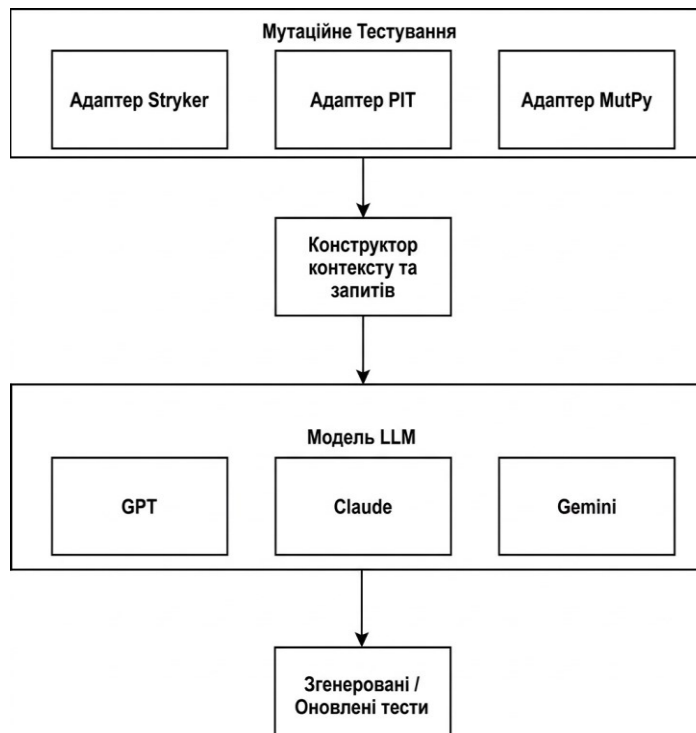 Мутаційне Тестування
Адаптер Stryker
Адаптер PIT
Адаптер MutPy
Конструктор
контексту та
запитів
Модель LLM
GPT
Claude
Gemini
Згенеровані /
Оновлені тести